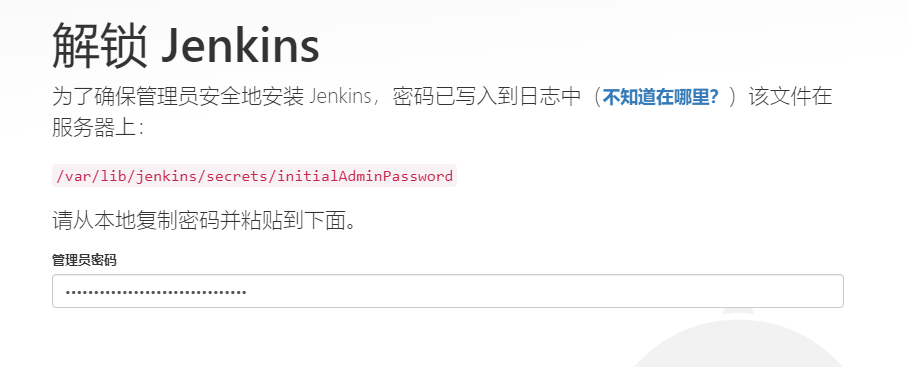 解锁 Jenkins
为了确保管理员安全地安装 Jenkins，密码已写入到日志中（不知道在哪里？）该文件在
服务器上：
/var/lib/jenkins/secrets/initialAdminPassword
请从本地复制密码并粘贴到下面。
管理员密码
••••••••••••••••••••••••••••••••